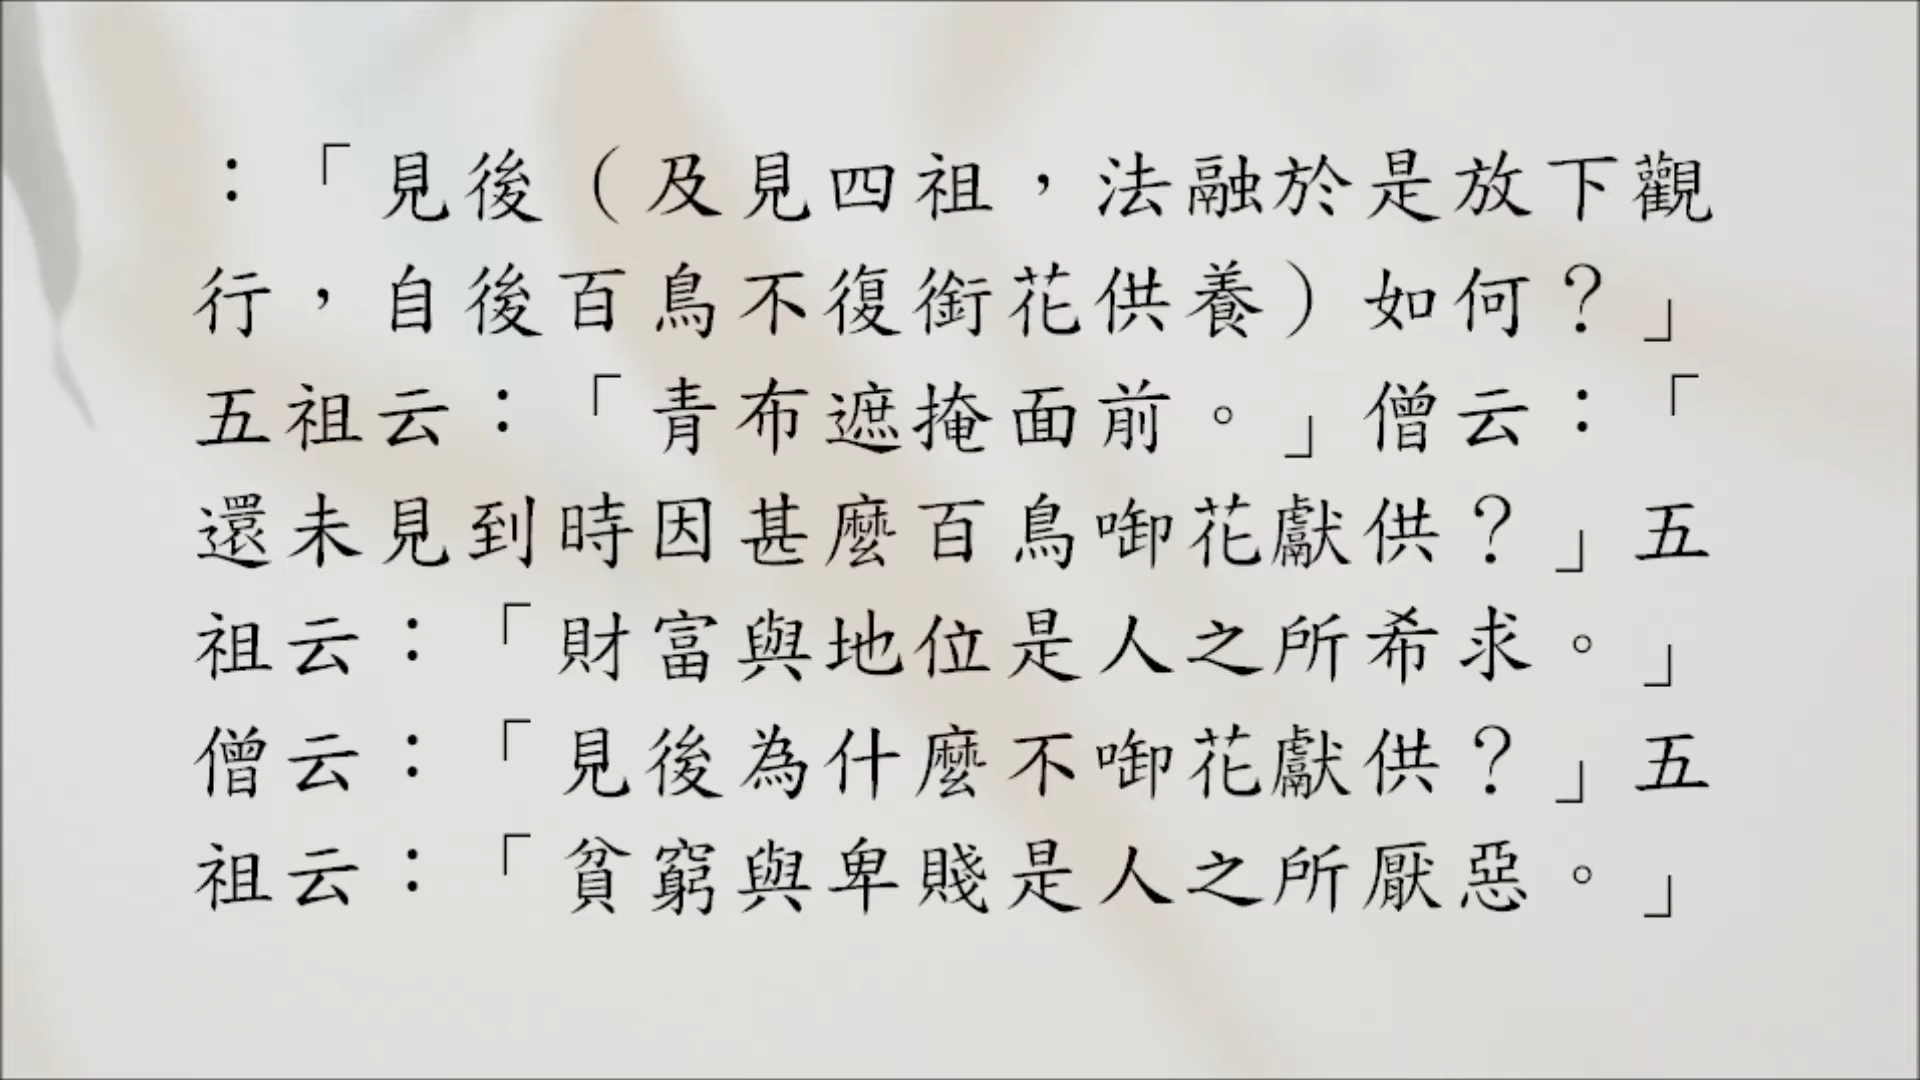 ：「見後（及見四祖，法融於是放下觀
行，自後百鳥不復銜花供養）如何？」
五祖云：「青布遮掩面前。」僧云：「
還未見到時因甚麼百鳥啣花獻供？」五
祖云：「財富與地位是人之所希求。」
僧云：「見後為什麼不啣花獻供？」五
祖云：「貧窮與卑賤是人之所厭惡。」